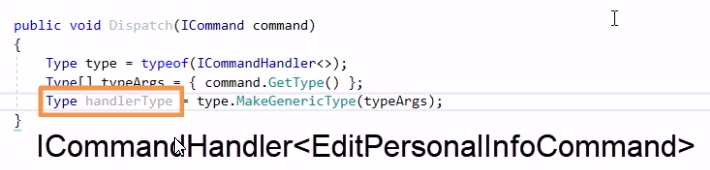 public void Dispatch(ICommand command)
{
Type type = typeof(ICommandHandler<>);
Type[] typeArgs = { command.GetType() };
Type handlerType = type.MakeGenericType(typeArgs);
}
ICommandHandler<EditPersonalInfoCommand>